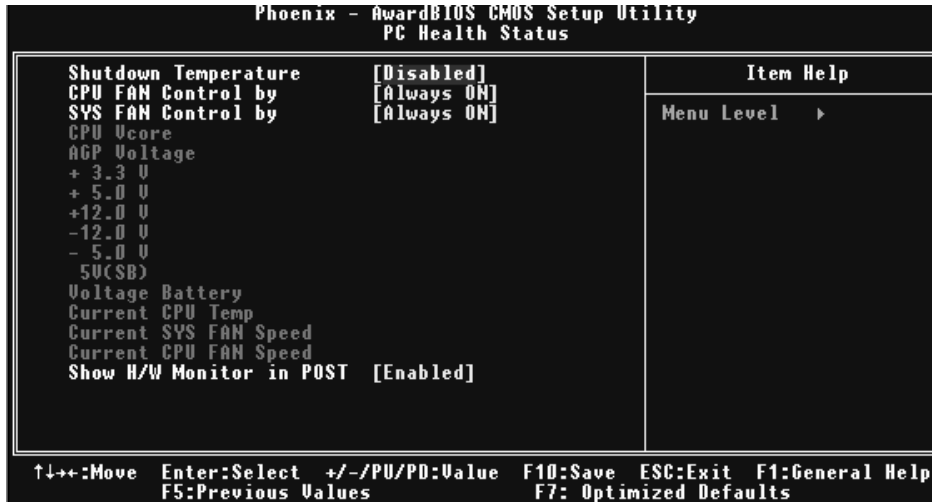 Phoenix - AwardBIOS CMOS Setup Utility
PC Health Status
Shutdown Temperature [Disabled]
CPU FAN Control by [Always ON]
SYS FAN Control by [Always ON]
CPU Vcore
AGP Voltage
+ 3.3 V
+ 5.0 V
+12.0 V
-12.0 V
- 5.0 V
5V(SB)
Voltage Battery
Current CPU Temp
Current SYS FAN Speed
Current CPU FAN Speed
Show H/W Monitor in POST [Enabled]
Item Help
Menu Level ▸
↑↓→←:Move Enter:Select +/-/PU/PD:Value F10:Save ESC:Exit F1:General Help
F5:Previous Values F7: Optimized Defaults